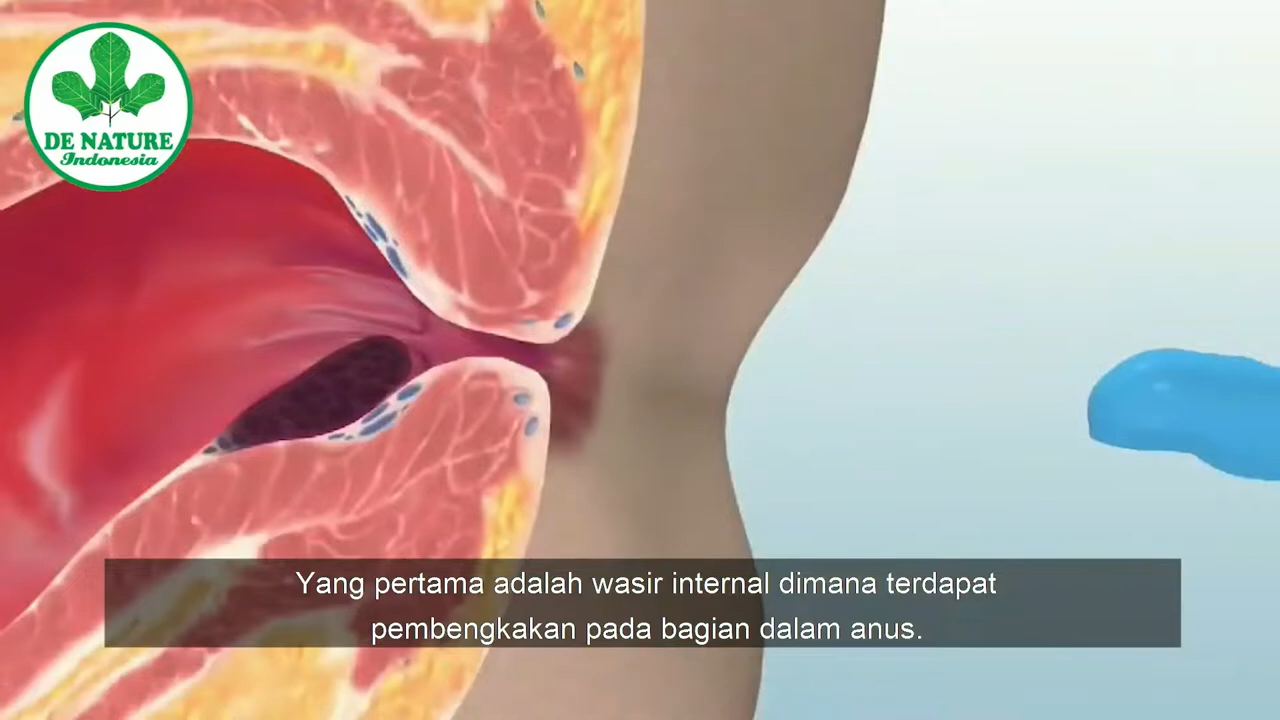 DE NATURE
Indonesia
Yang pertama adalah wasir internal dimana terdapat
pembengkakan pada bagian dalam anus.